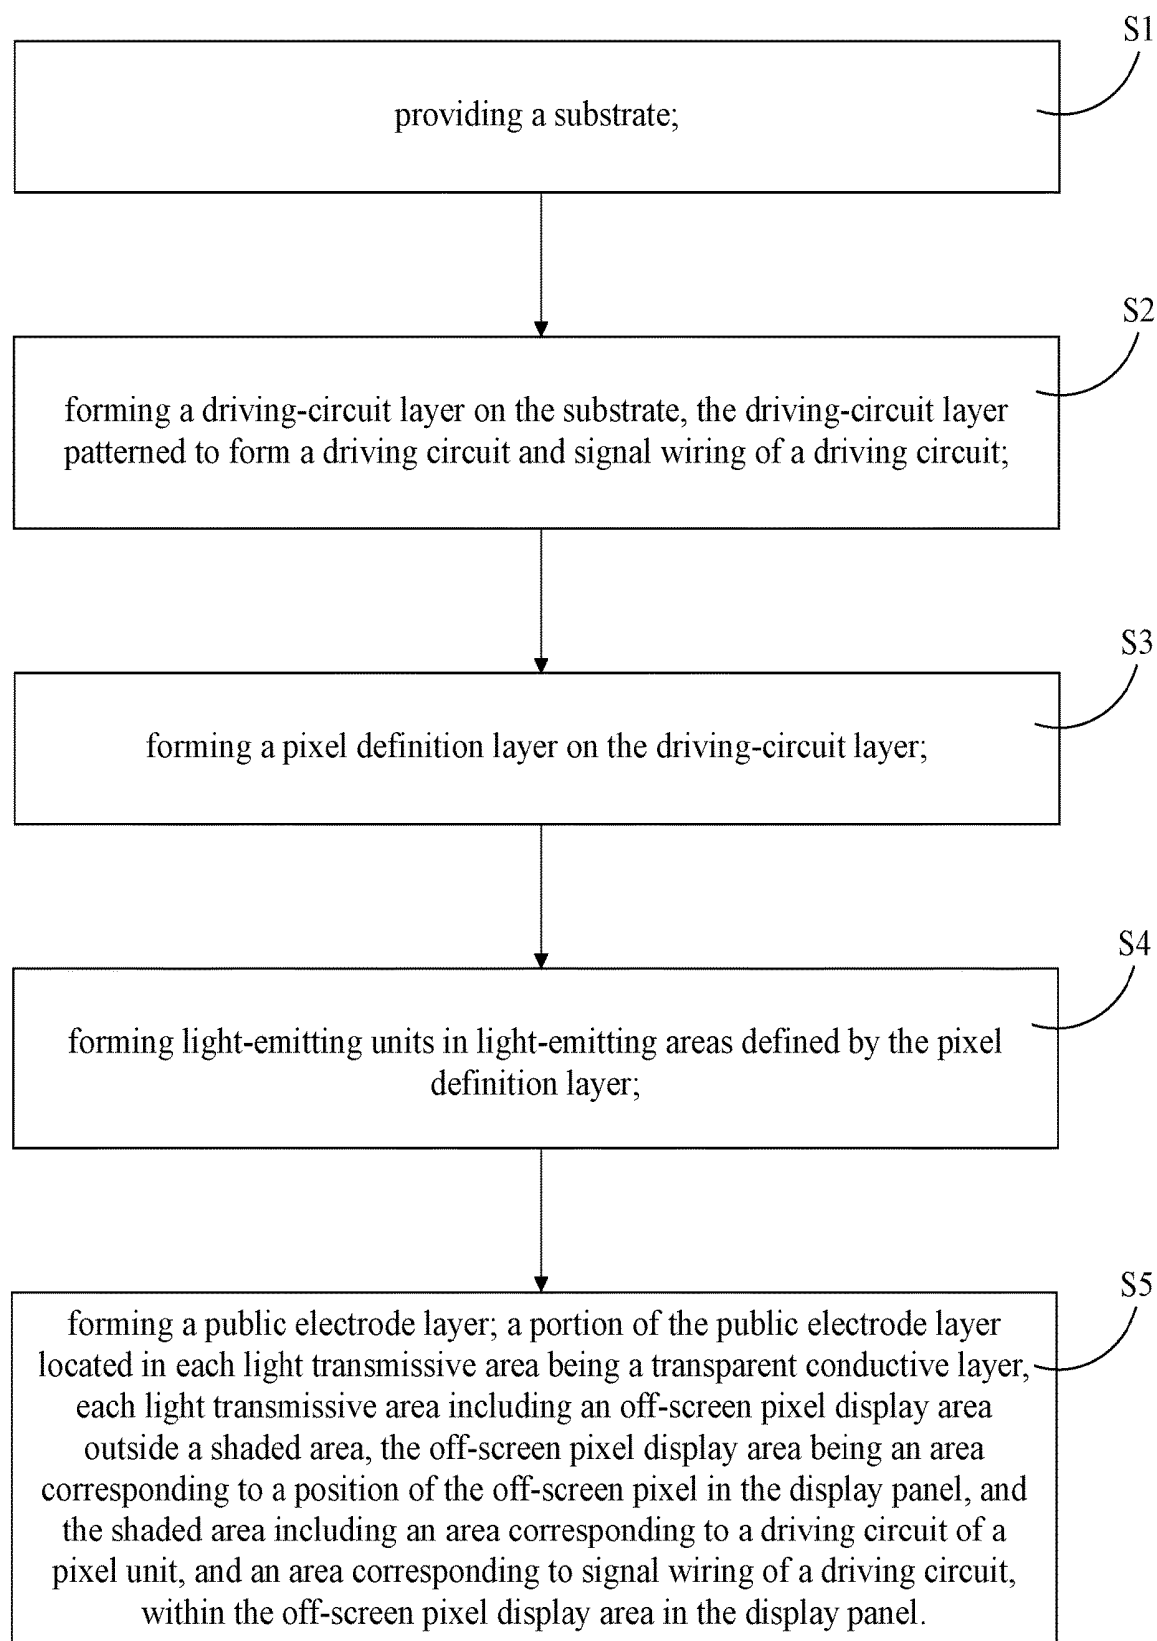 S1
providing a substrate;
S2
forming a driving-circuit layer on the substrate, the driving-circuit layer
patterned to form a driving circuit and signal wiring of a driving circuit;
S3
forming a pixel definition layer on the driving-circuit layer;
S4
forming light-emitting units in light-emitting areas defined by the pixel
definition layer;
S5
forming a public electrode layer; a portion of the public electrode layer
located in each light transmissive area being a transparent conductive layer,
each light transmissive area including an off-screen pixel display area
outside a shaded area, the off-screen pixel display area being an area
corresponding to a position of the off-screen pixel in the display panel, and
the shaded area including an area corresponding to a driving circuit of a
pixel unit, and an area corresponding to signal wiring of a driving circuit,
within the off-screen pixel display area in the display panel.